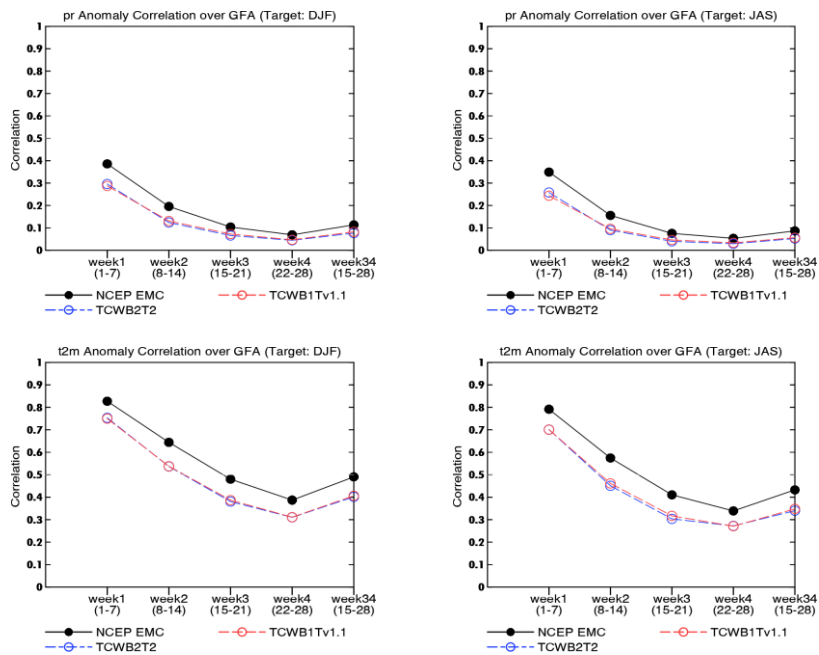 pr Anomaly Correlation over GFA (Target: DJF)
1
0.9
0.8
0.7
0.6
0.5
0.4
0.3
0.2
0.1
0
Correlation
week1 week2 week3 week4 week34
(1-7) (8-14) (15-21) (22-28) (15-28)
NCEP EMC TCWB1Tv1.1
TCWB2T2
pr Anomaly Correlation over GFA (Target: JAS)
1
0.9
0.8
0.7
0.6
0.5
0.4
0.3
0.2
0.1
0
Correlation
week1 week2 week3 week4 week34
(1-7) (8-14) (15-21) (22-28) (15-28)
NCEP EMC TCWB1Tv1.1
TCWB2T2
t2m Anomaly Correlation over GFA (Target: DJF)
1
0.9
0.8
0.7
0.6
0.5
0.4
0.3
0.2
0.1
0
Correlation
week1 week2 week3 week4 week34
(1-7) (8-14) (15-21) (22-28) (15-28)
NCEP EMC TCWB1Tv1.1
TCWB2T2
t2m Anomaly Correlation over GFA (Target: JAS)
1
0.9
0.8
0.7
0.6
0.5
0.4
0.3
0.2
0.1
0
Correlation
week1 week2 week3 week4 week34
(1-7) (8-14) (15-21) (22-28) (15-28)
NCEP EMC TCWB1Tv1.1
TCWB2T2